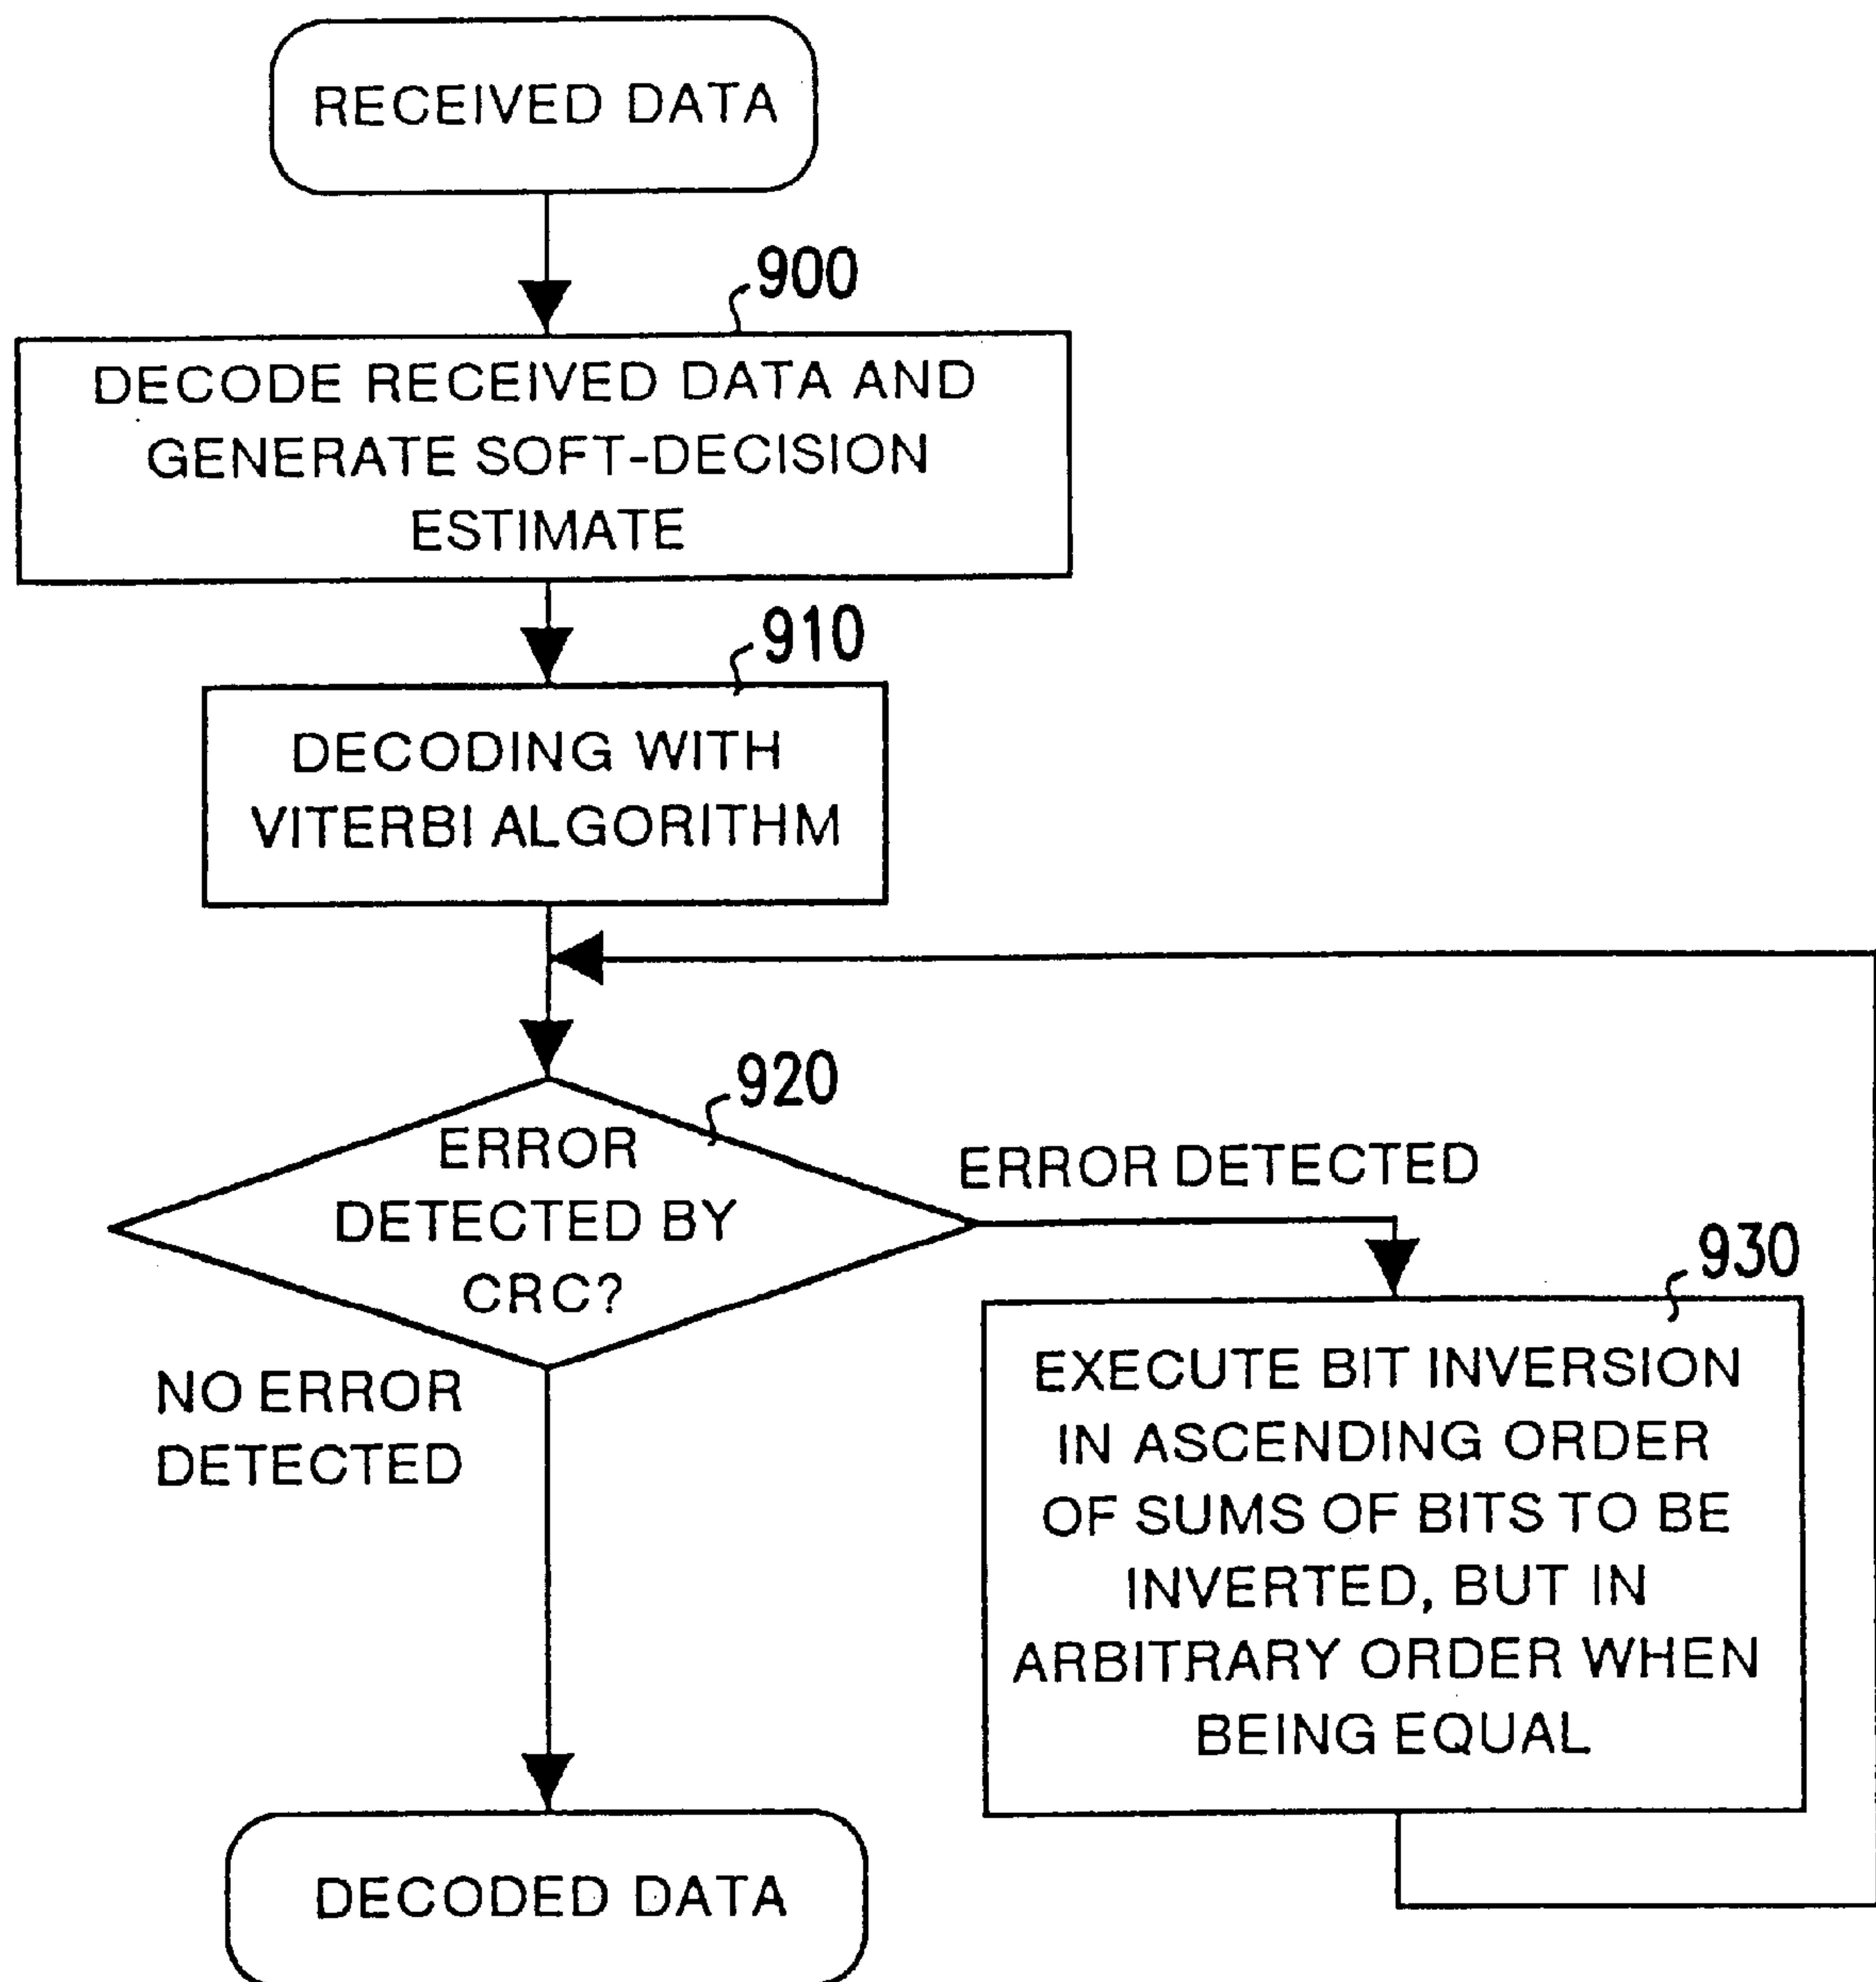 RECEIVED DATA
900
DECODE RECEIVED DATA AND
GENERATE SOFT-DECISION
ESTIMATE
910
DECODING WITH
VITERBI ALGORITHM
920
ERROR
DETECTED BY
CRC?
ERROR DETECTED
930
EXECUTE BIT INVERSION
IN ASCENDING ORDER
OF SUMS OF BITS TO BE
INVERTED, BUT IN
ARBITRARY ORDER WHEN
BEING EQUAL
NO ERROR
DETECTED
DECODED DATA